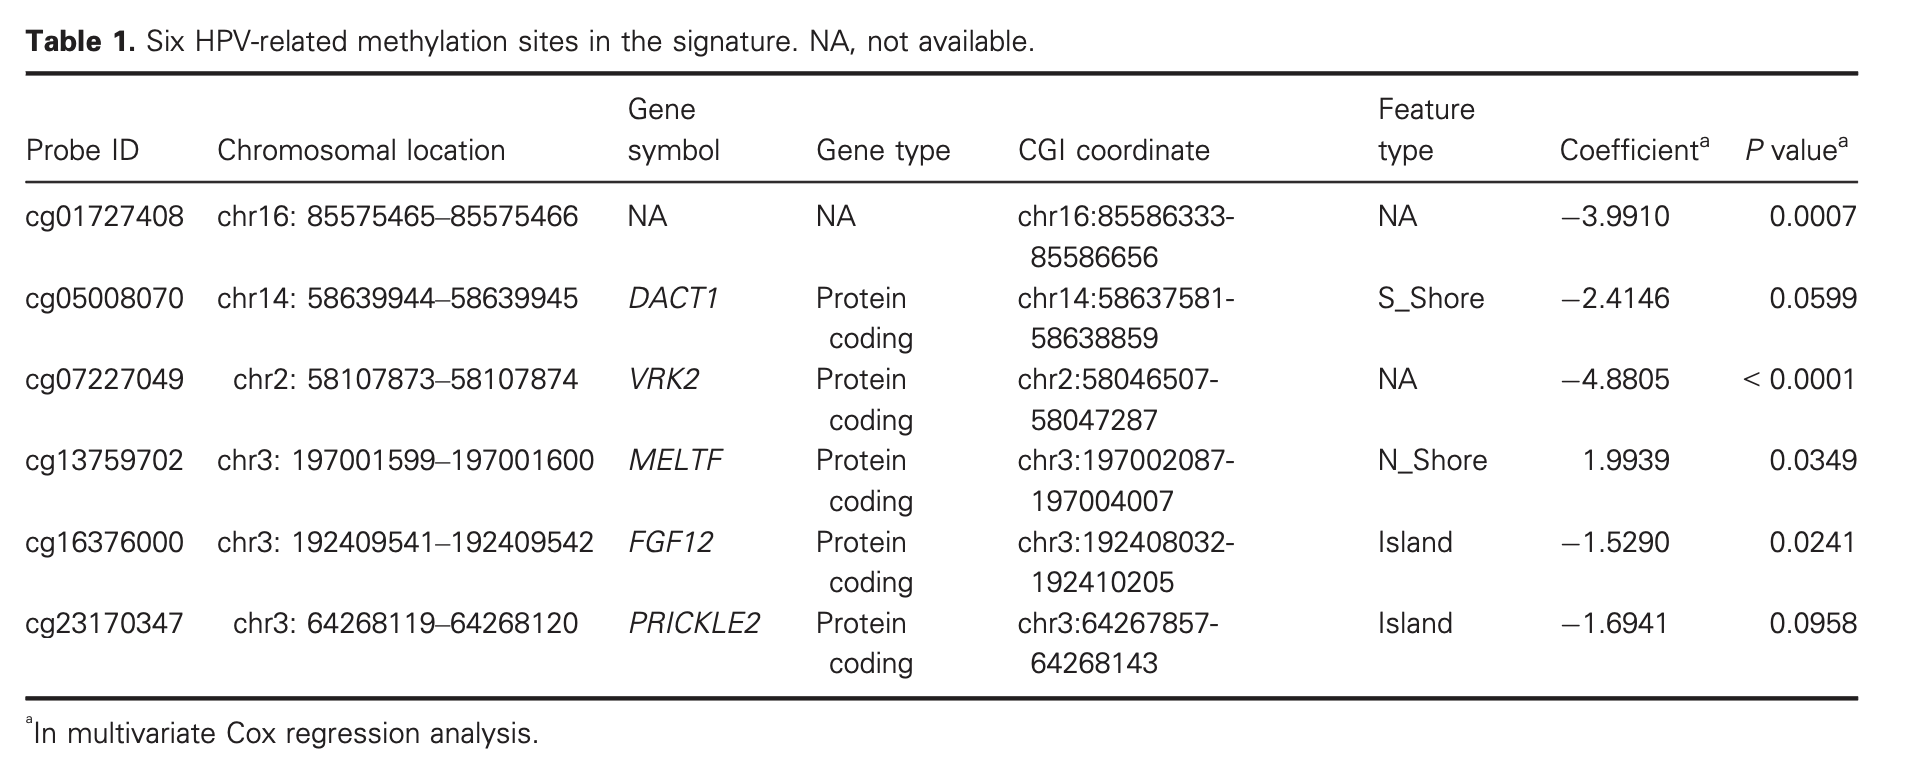 Table 1. Six HPV-related methylation sites in the signature. NA, not available.
Gene
Feature
Probe ID Chromosomal location symbol Gene type CGI coordinate type Coefficientᵃ P valueᵃ
cg01727408 chr16: 85575465–85575466 NA NA chr16:85586333- NA −3.9910 0.0007
85586656
cg05008070 chr14: 58639944–58639945 DACT1 Protein chr14:58637581- S_Shore −2.4146 0.0599
coding 58638859
cg07227049 chr2: 58107873–58107874 VRK2 Protein chr2:58046507- NA −4.8805 < 0.0001
coding 58047287
cg13759702 chr3: 197001599–197001600 MELTF Protein chr3:197002087- N_Shore 1.9939 0.0349
coding 197004007
cg16376000 chr3: 192409541–192409542 FGF12 Protein chr3:192408032- Island −1.5290 0.0241
coding 192410205
cg23170347 chr3: 64268119–64268120 PRICKLE2 Protein chr3:64267857- Island −1.6941 0.0958
coding 64268143
ᵃIn multivariate Cox regression analysis.